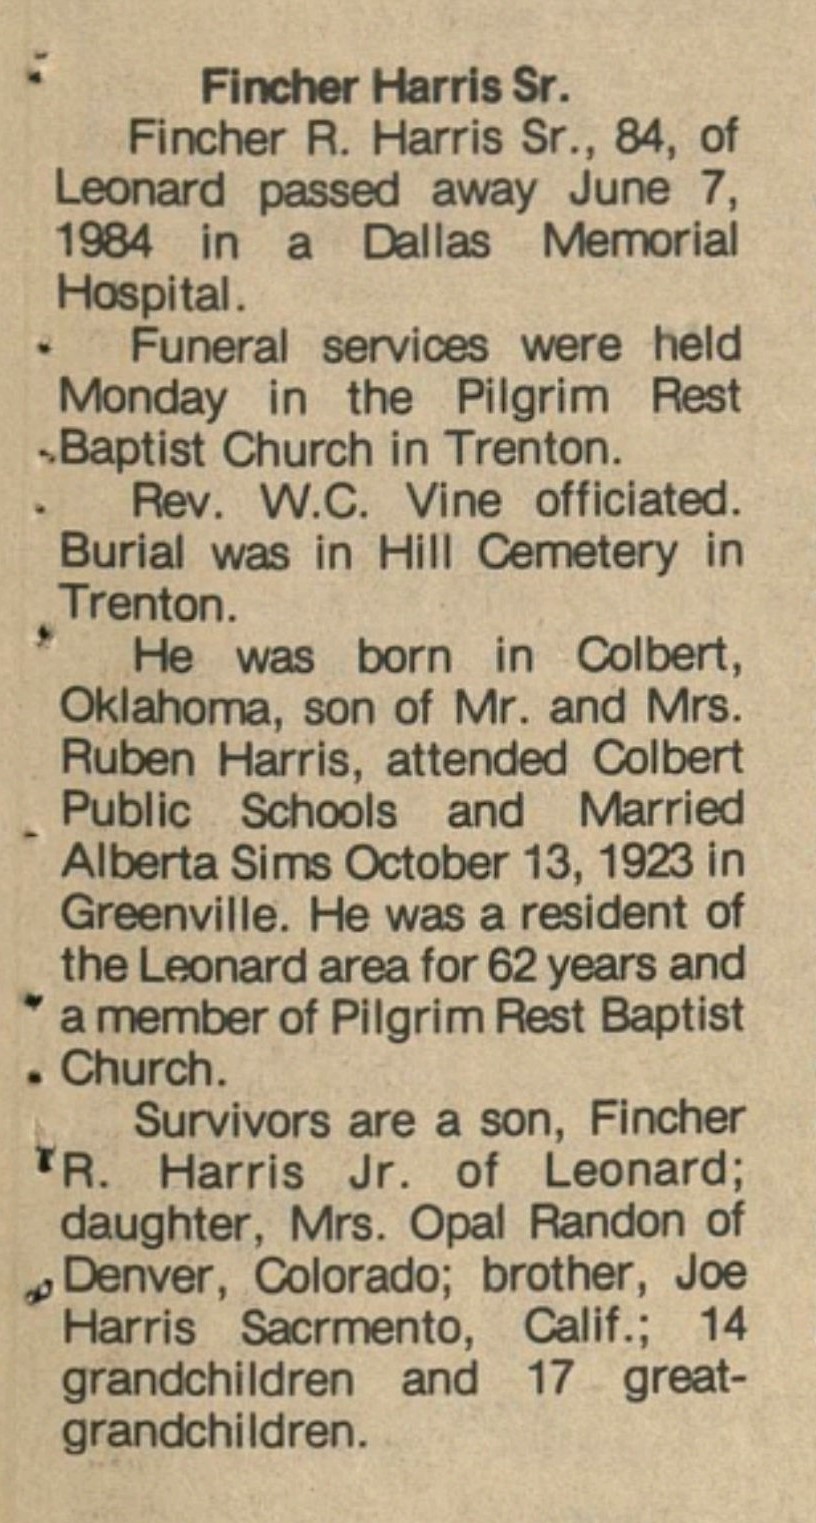 Fincher Harris Sr.
Fincher R. Harris Sr., 84, of
Leonard passed away June 7,
1984 in a Dallas Memorial
Hospital.
Funeral services were held
Monday in the Pilgrim Rest
Baptist Church in Trenton.
Rev. W.C. Vine officiated.
Burial was in Hill Cemetery in
Trenton.
He was born in Colbert,
Oklahoma, son of Mr. and Mrs.
Ruben Harris, attended Colbert
Public Schools and Married
Alberta Sims October 13, 1923 in
Greenville. He was a resident of
the Leonard area for 62 years and
a member of Pilgrim Rest Baptist
Church.
Survivors are a son, Fincher
R. Harris Jr. of Leonard;
daughter, Mrs. Opal Randon of
Denver, Colorado; brother, Joe
Harris Sacrmento, Calif.; 14
grandchildren and 17 great-
grandchildren.